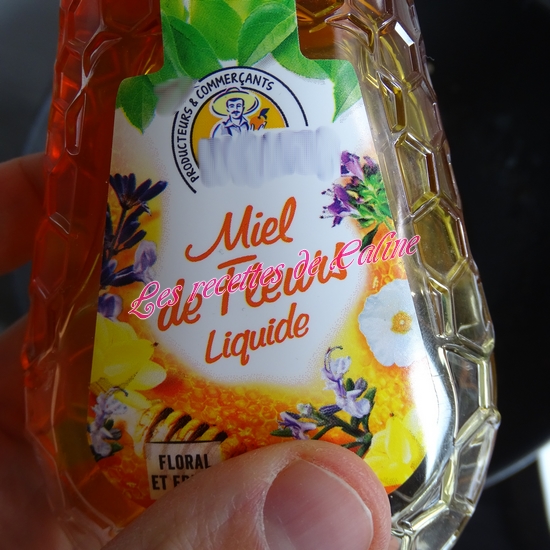 PRODUCTEURS & COMMERÇANTS
Miel
de Fleurs
Liquide
Les recettes de Caline
FLORAL
ET